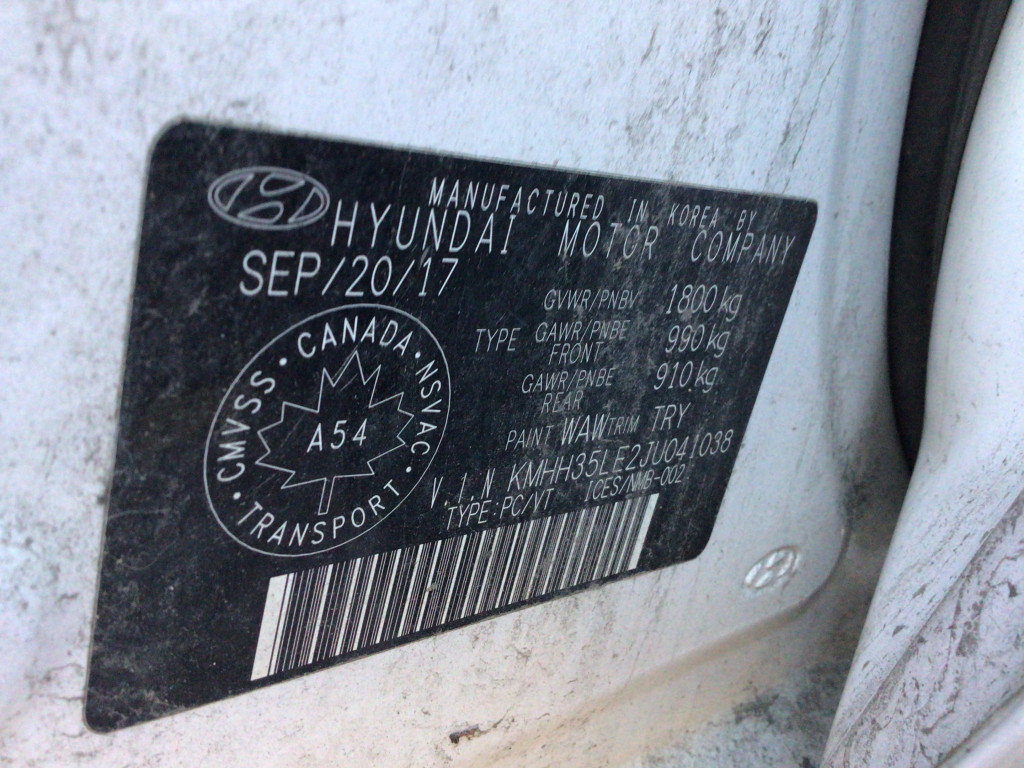 MANUFACTURED IN KOREA BY
HYUNDAI MOTOR COMPANY
SEP/20/17
GVWR/PNBV 1800 kg
TYPE GAWR/PNBE FRONT 990 kg
GAWR/PNBE REAR 910 kg
PAINT WAW TRIM TRY
V.I.N KMHH35LE2JU041038
TYPE: PC/VT ICES/NMB-002
CMVSS · CANADA · NSVAC ·
A54
TRANSPORT